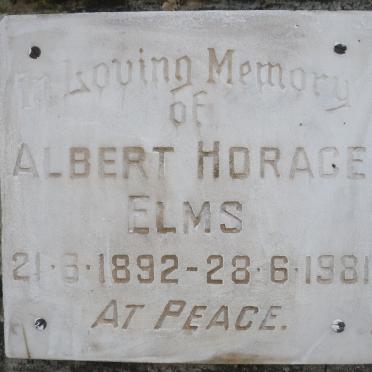 In Loving Memory
of
ALBERT HORACE
ELMS
21·6·1892-28·6·1981
AT PEACE.